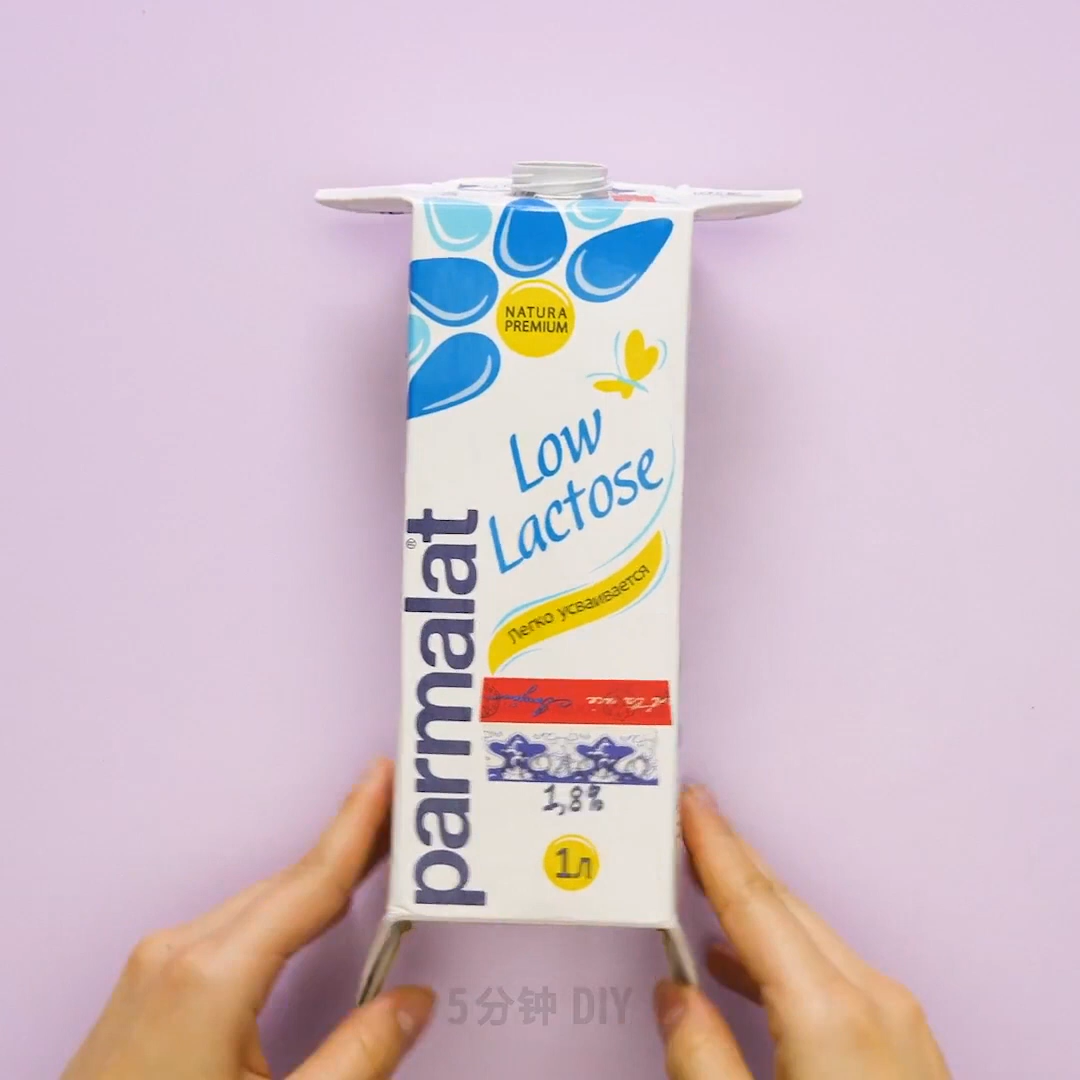 NATURA
PREMIUM
Low
Lactose
parmalat®
Легко усваивается
1,8%
1л
5分钟 DIY